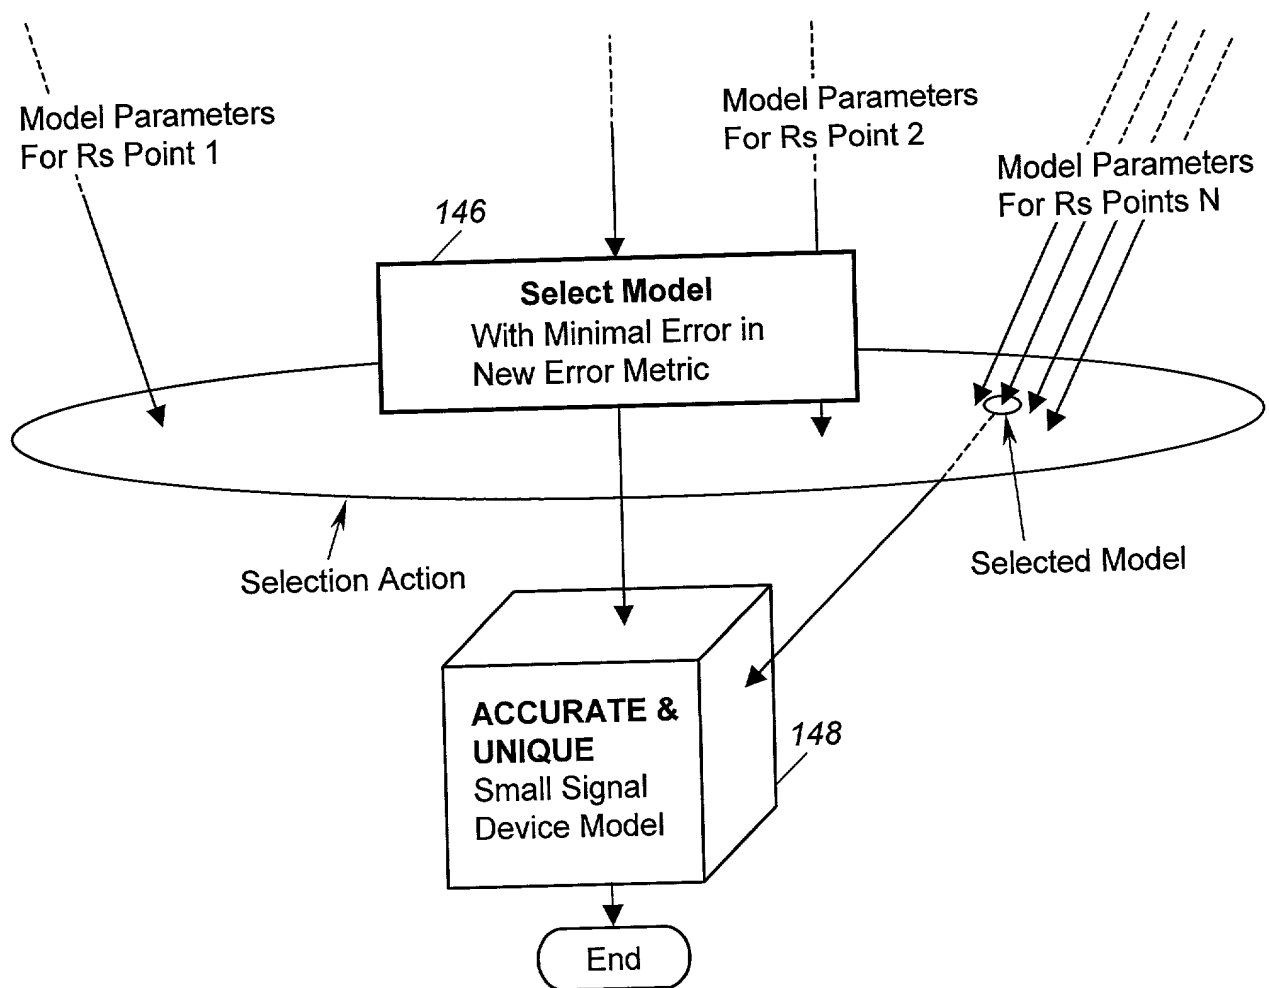 Model Parameters
For Rs Point 1
Model Parameters
For Rs Point 2
Model Parameters
For Rs Points N
146
Select Model
With Minimal Error in
New Error Metric
Selection Action
Selected Model
ACCURATE &
UNIQUE
Small Signal
Device Model
148
End